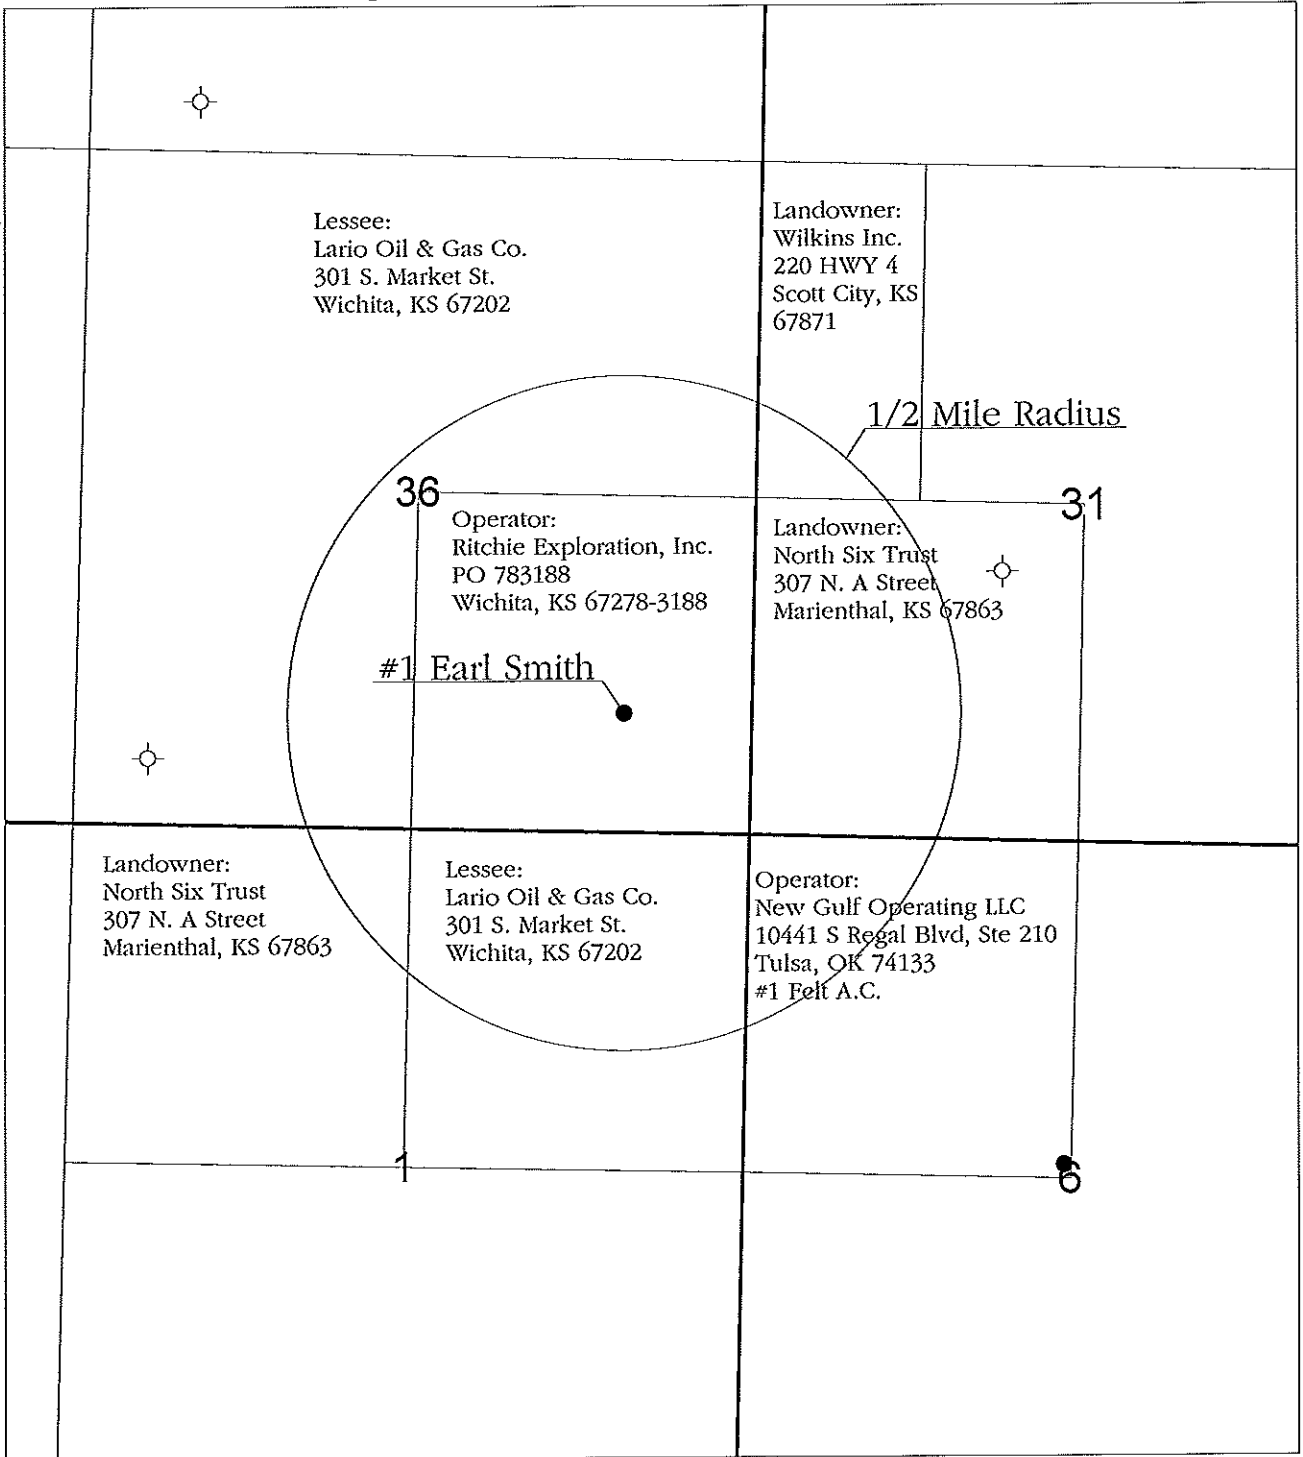 Lessee:
Lario Oil & Gas Co.
301 S. Market St.
Wichita, KS 67202
Landowner:
Wilkins Inc.
220 HWY 4
Scott City, KS
67871
1/2 Mile Radius
36
31
Operator:
Ritchie Exploration, Inc.
PO 783188
Wichita, KS 67278-3188
Landowner:
North Six Trust
307 N. A Street
Marienthal, KS 67863
#1 Earl Smith
Landowner:
North Six Trust
307 N. A Street
Marienthal, KS 67863
Lessee:
Lario Oil & Gas Co.
301 S. Market St.
Wichita, KS 67202
Operator:
New Gulf Operating LLC
10441 S Regal Blvd, Ste 210
Tulsa, OK 74133
#1 Felt A.C.
1
6